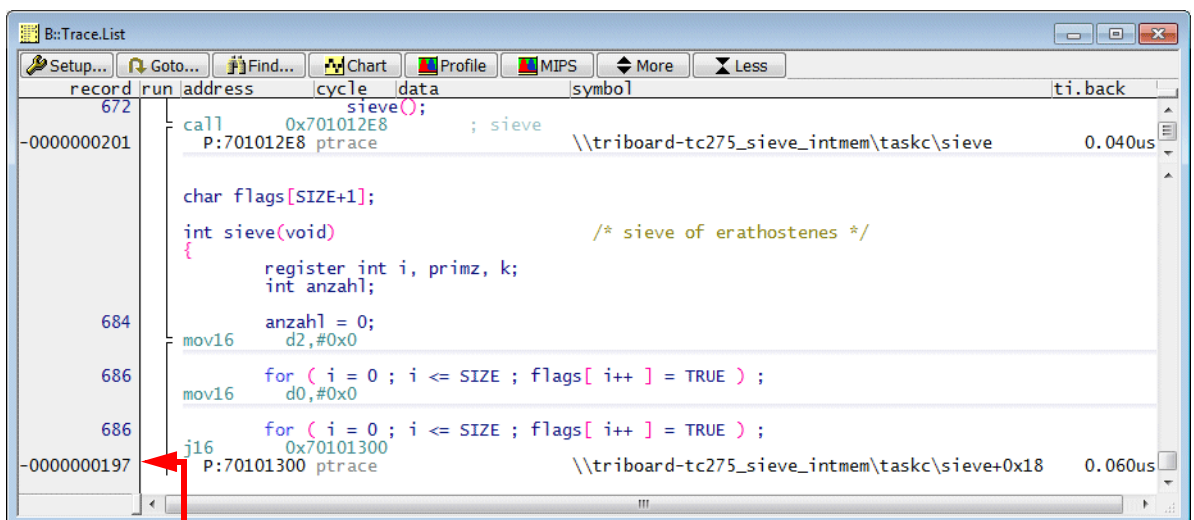 B::Trace.List
Setup... Goto... Find... Chart Profile MIPS More Less
record run address cycle data symbol ti.back
672 sieve();
call 0x701012E8 ; sieve
-0000000201 P:701012E8 ptrace \\triboard-tc275_sieve_intmem\taskc\sieve 0.040us
char flags[SIZE+1];
int sieve(void) /* sieve of erathostenes */
{
register int i, primz, k;
int anzahl;
684 anzahl = 0;
mov16 d2,#0x0
686 for ( i = 0 ; i <= SIZE ; flags[ i++ ] = TRUE ) ;
mov16 d0,#0x0
686 for ( i = 0 ; i <= SIZE ; flags[ i++ ] = TRUE ) ;
j16 0x70101300
-0000000197 P:70101300 ptrace \\triboard-tc275_sieve_intmem\taskc\sieve+0x18 0.060us